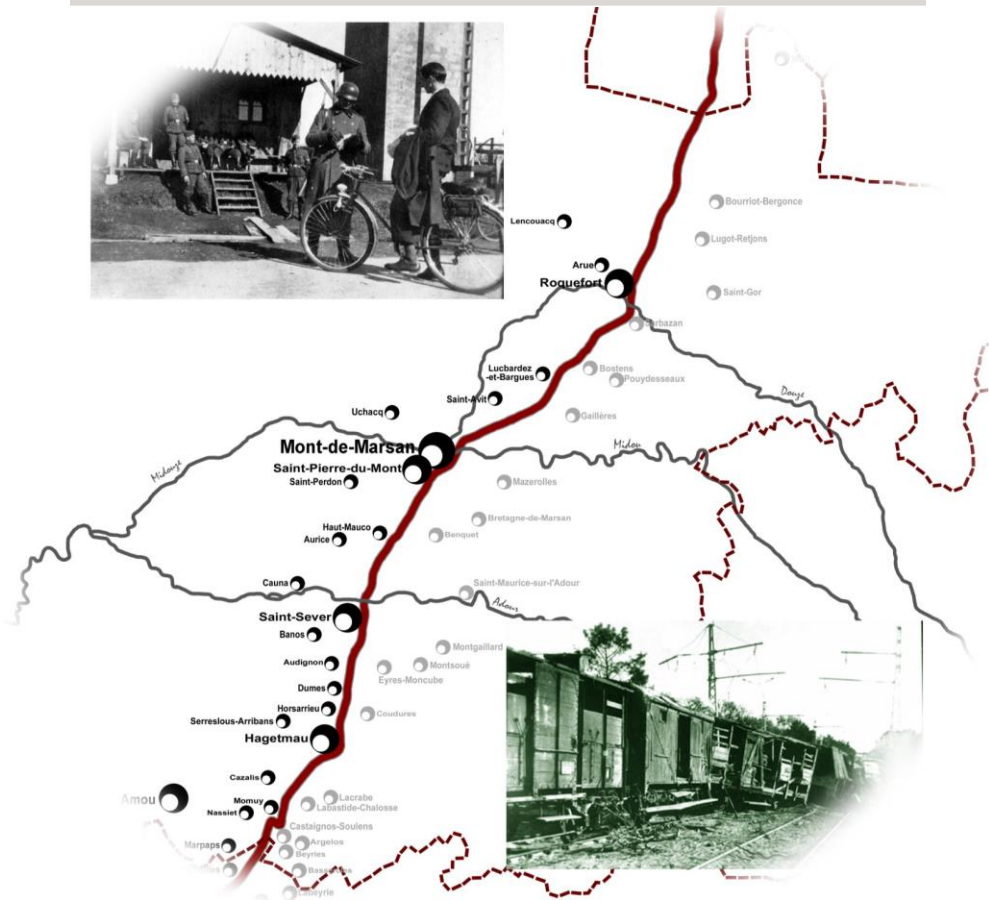 Bourriot-Bergonce
Lencouacq
Lugot-Retjons
Arue
Roquefort
Saint-Gor
Sarbazan
Lucbardez
-et-Bargues
Bostens
Pouydesseaux
Saint-Avit
Douze
Uchacq
Gaillères
Mont-de-Marsan
Midou
Midouze
Saint-Pierre-du-Mont
Saint-Perdon
Mazerolles
Bretagne-de-Marsan
Haut-Mauco
Aurice
Benquet
Cauna
Saint-Maurice-sur-l'Adour
Adour
Saint-Sever
Banos
Montgaillard
Audignon
Montsoué
Eyres-Moncube
Dumes
Horsarrieu
Coudures
Serreslous-Arribans
Hagetmau
Cazalis
Amou
Momuy
Lacrabe
Labastide-Chalosse
Nassiet
Castaignos-Soulens
Marpaps
Argelos
Beyries